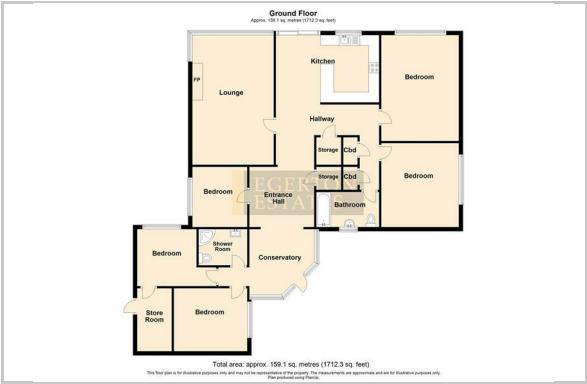 Ground Floor
Approx. 159.1 sq. metres (1712.3 sq. feet)
Kitchen
Bedroom
FP
Lounge
Hallway
Storage
Cbd
Storage
Cbd
Bedroom
Bedroom
EGERTON
ESTATES
Entrance
Hall
Bathroom
Shower
Room
Bedroom
Conservatory
Store
Room
Bedroom
Total area: approx. 159.1 sq. metres (1712.3 sq. feet)
This floor plan is for illustrative purposes only and may not be representative of the property. The measurements are approximate and are for illustrative purposes only.
Plan produced using PlanUp.